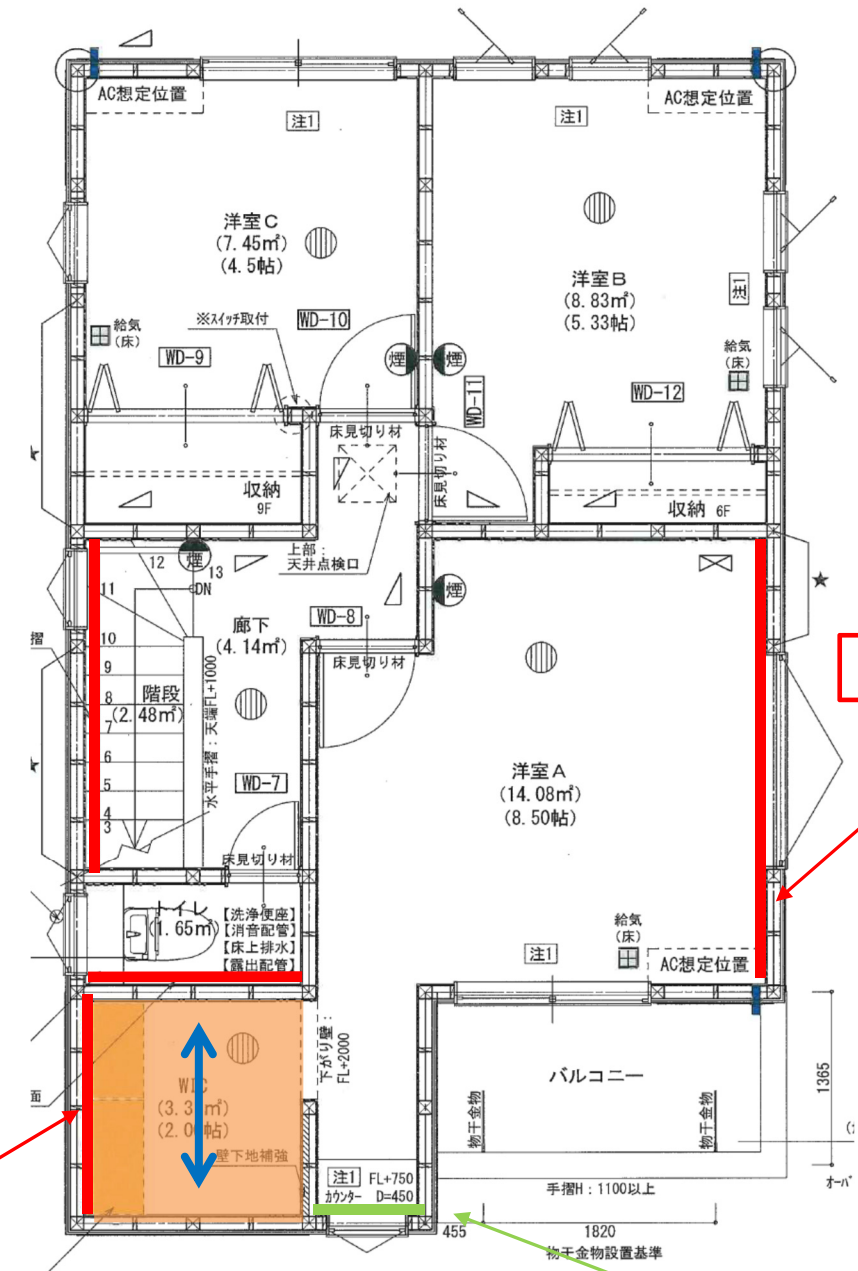 AC想定位置
AC想定位置
注1
注1
洋室C
(7.45㎡)
(4.5帖)
洋室B
(8.83㎡)
(5.33帖)
注1
給気
(床)
※スイッチ取付
WD-10
WD-9
煙
煙
給気
(床)
WD-11
WD-12
床見切り材
床見切り材
収納
9F
収納 6F
上部：
天井点検口
煙
12
13
DN
11
煙
WD-8
廊下
(4.14㎡)
床見切り材
摺
10
9
8
階段
(2.48㎡)
7
6
5
4
3
水平手摺：天端FL+1000
WD-7
床見切り材
洋室A
(14.08㎡)
(8.50帖)
トイレ
(1.65㎡)
【洗浄便座】
【消音配管】
【床上排水】
【露出配管】
給気
(床)
注1
AC想定位置
下がり壁：
FL+2000
面
WIC
壁下地補強
バルコニー
物干金物
物干金物
1365
注1
FL+750
カウンター D=450
手摺H：1100以上
オーバ
455
1820
物干金物設置基準